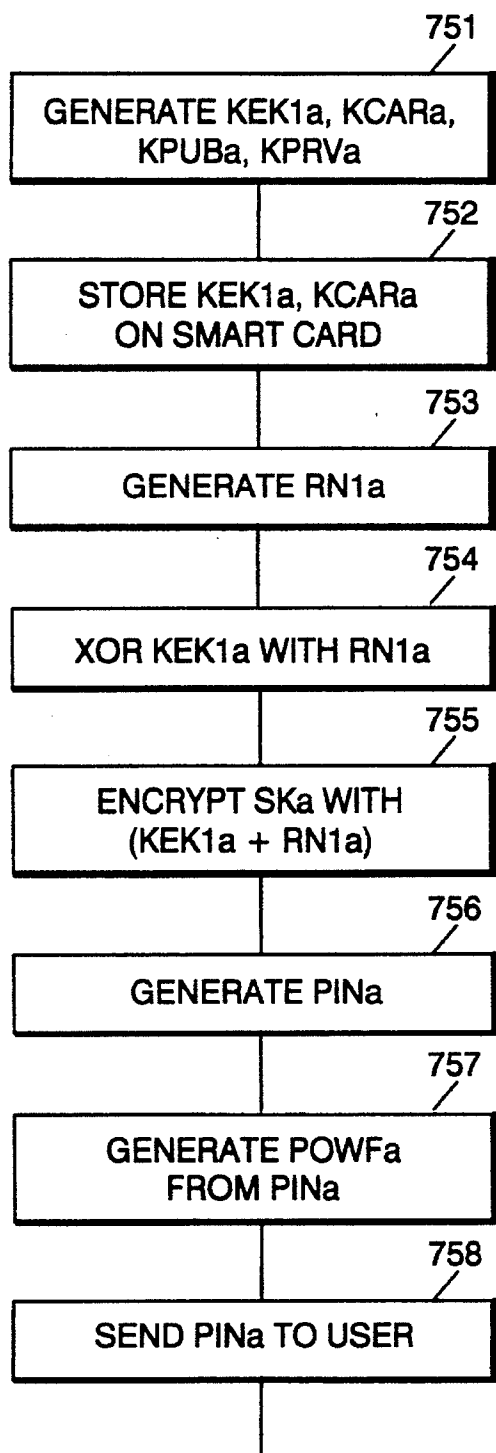 751
GENERATE KEK1a, KCARa,
KPUBa, KPRVa
752
STORE KEK1a, KCARa
ON SMART CARD
753
GENERATE RN1a
754
XOR KEK1a WITH RN1a
755
ENCRYPT SKa WITH
(KEK1a + RN1a)
756
GENERATE PINa
757
GENERATE POWFa
FROM PINa
758
SEND PINa TO USER